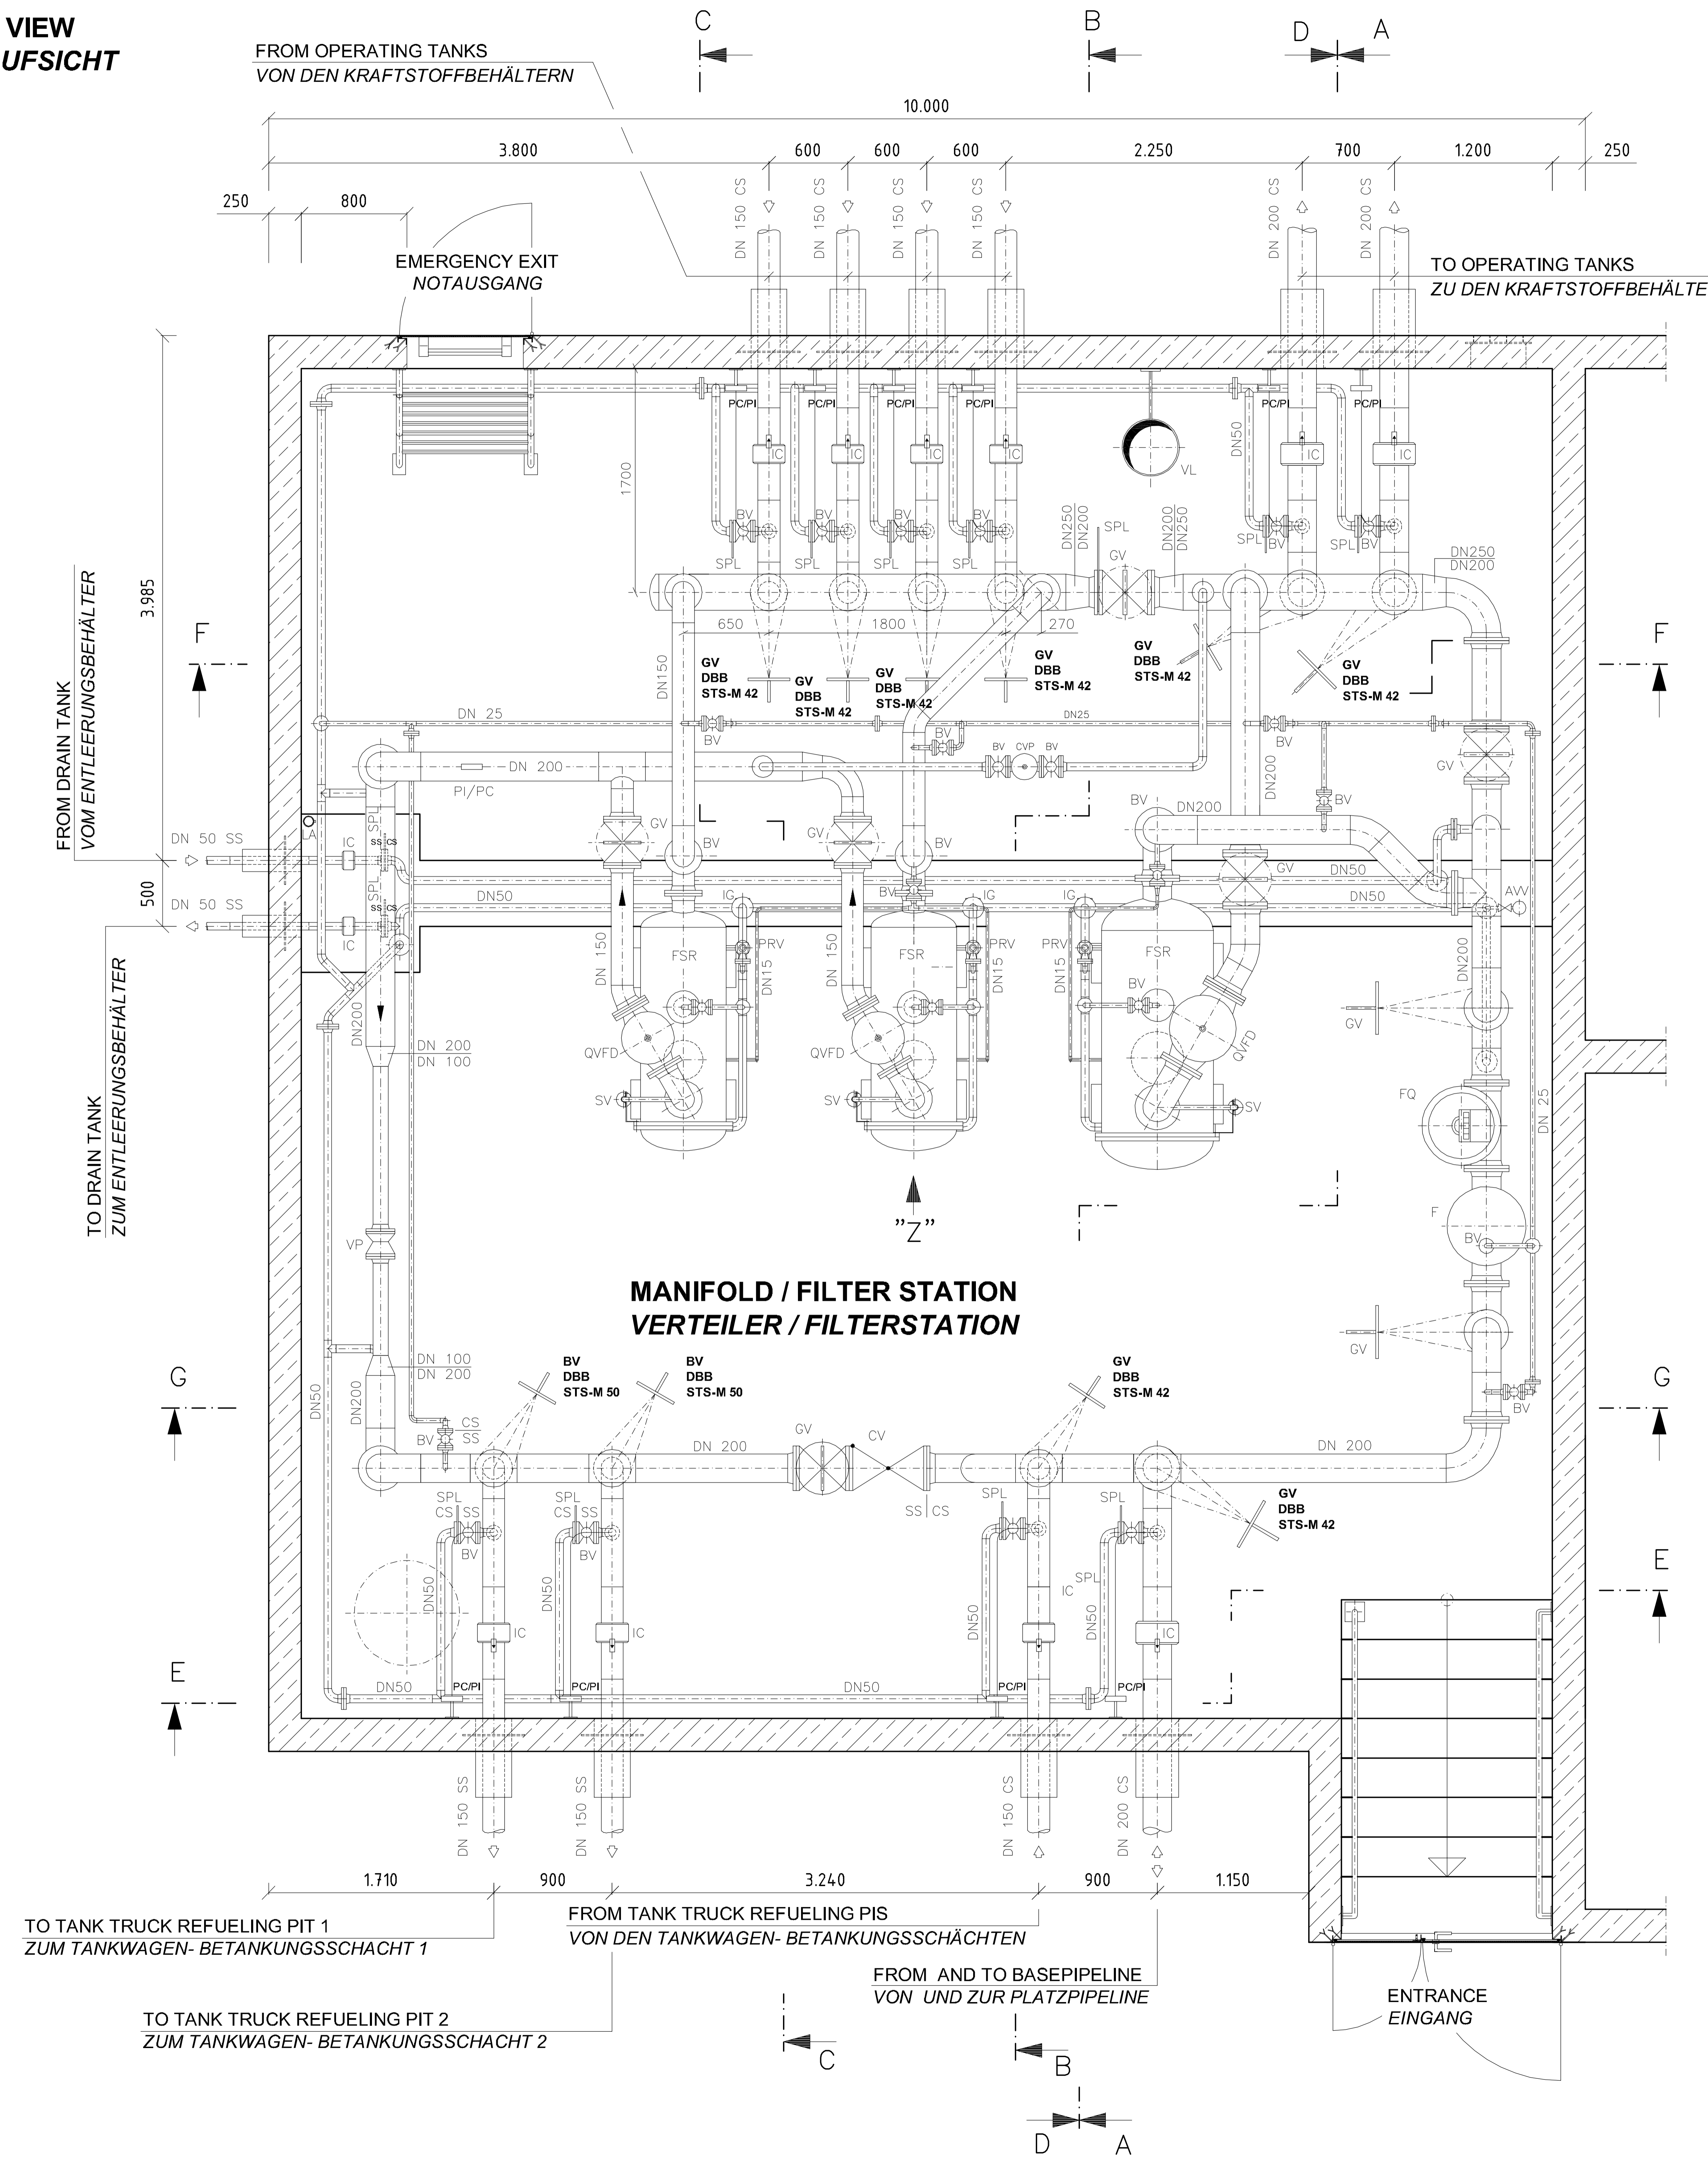 VIEW
UFSICHT
C
B
D
A
FROM OPERATING TANKS
VON DEN KRAFTSTOFFBEHÄLTERN
10.000
3.800
600
600
600
2.250
700
1.200
250
250
800
DN 150 CS
DN 150 CS
DN 150 CS
DN 150 CS
DN 200 CS
DN 200 CS
EMERGENCY EXIT
NOTAUSGANG
TO OPERATING TANKS
ZU DEN KRAFTSTOFFBEHÄLTE
PC/PI
PC/PI
PC/PI
PC/PI
PC/PI
PC/PI
IC
IC
IC
IC
IC
IC
1700
DN50
VL
BV
BV
BV
BV
SPL
SPL
SPL
SPL
DN250
DN200
SPL
GV
DN200
DN250
SPL
BV
SPL
BV
DN250
DN200
3.985
F
F
650
1800
270
DN150
GV
DBB
STS-M 42
GV
DBB
STS-M 42
GV
DBB
STS-M 42
GV
DBB
STS-M 42
GV
DBB
STS-M 42
GV
DBB
STS-M 42
FROM DRAIN TANK
VOM ENTLEERUNGSBEHÄLTER
DN 25
BV
BV
DN25
BV
BV
CVP
BV
DN 200
PI/PC
DN200
GV
BV
DN200
BV
LA
SPL
IC
SS CS
GV
BV
GV
BV
GV
DN 50 SS
500
DN 50 SS
SPL
SS CS
IC
DN50
DN50
DN50
BV
IG
IG
IG
AVV
FSR
FSR
FSR
PRV
PRV
PRV
DN 150
DN15
DN 150
DN15
DN15
DN200
BV
DN200
GV
DN 200
DN 100
QVFD
QVFD
QVFD
SV
SV
SV
FQ
DN 25
TO DRAIN TANK
ZUM ENTLEERUNGSBEHÄLTER
"Z"
VP
F
BV
MANIFOLD / FILTER STATION
VERTEILER / FILTERSTATION
GV
DN 100
DN 200
G
G
DN50
DN200
BV
DBB
STS-M 50
BV
DBB
STS-M 50
GV
DBB
STS-M 42
BV
CS
SS
BV
DN 200
GV
CV
DN 200
SS CS
SPL
CS SS
BV
SPL
CS SS
BV
SPL
SPL
GV
DBB
STS-M 42
E
DN50
DN50
DN50
IC
SPL
DN50
IC
IC
IC
E
DN50
PC/PI
PC/PI
DN50
PC/PI
PC/PI
DN 150 SS
DN 150 SS
DN 150 CS
DN 200 CS
1.710
900
3.240
900
1.150
TO TANK TRUCK REFUELING PIT 1
ZUM TANKWAGEN- BETANKUNGSSCHACHT 1
FROM TANK TRUCK REFUELING PIS
VON DEN TANKWAGEN- BETANKUNGSSCHÄCHTEN
FROM AND TO BASEPIPELINE
VON UND ZUR PLATZPIPELINE
ENTRANCE
EINGANG
TO TANK TRUCK REFUELING PIT 2
ZUM TANKWAGEN- BETANKUNGSSCHACHT 2
C
B
D
A